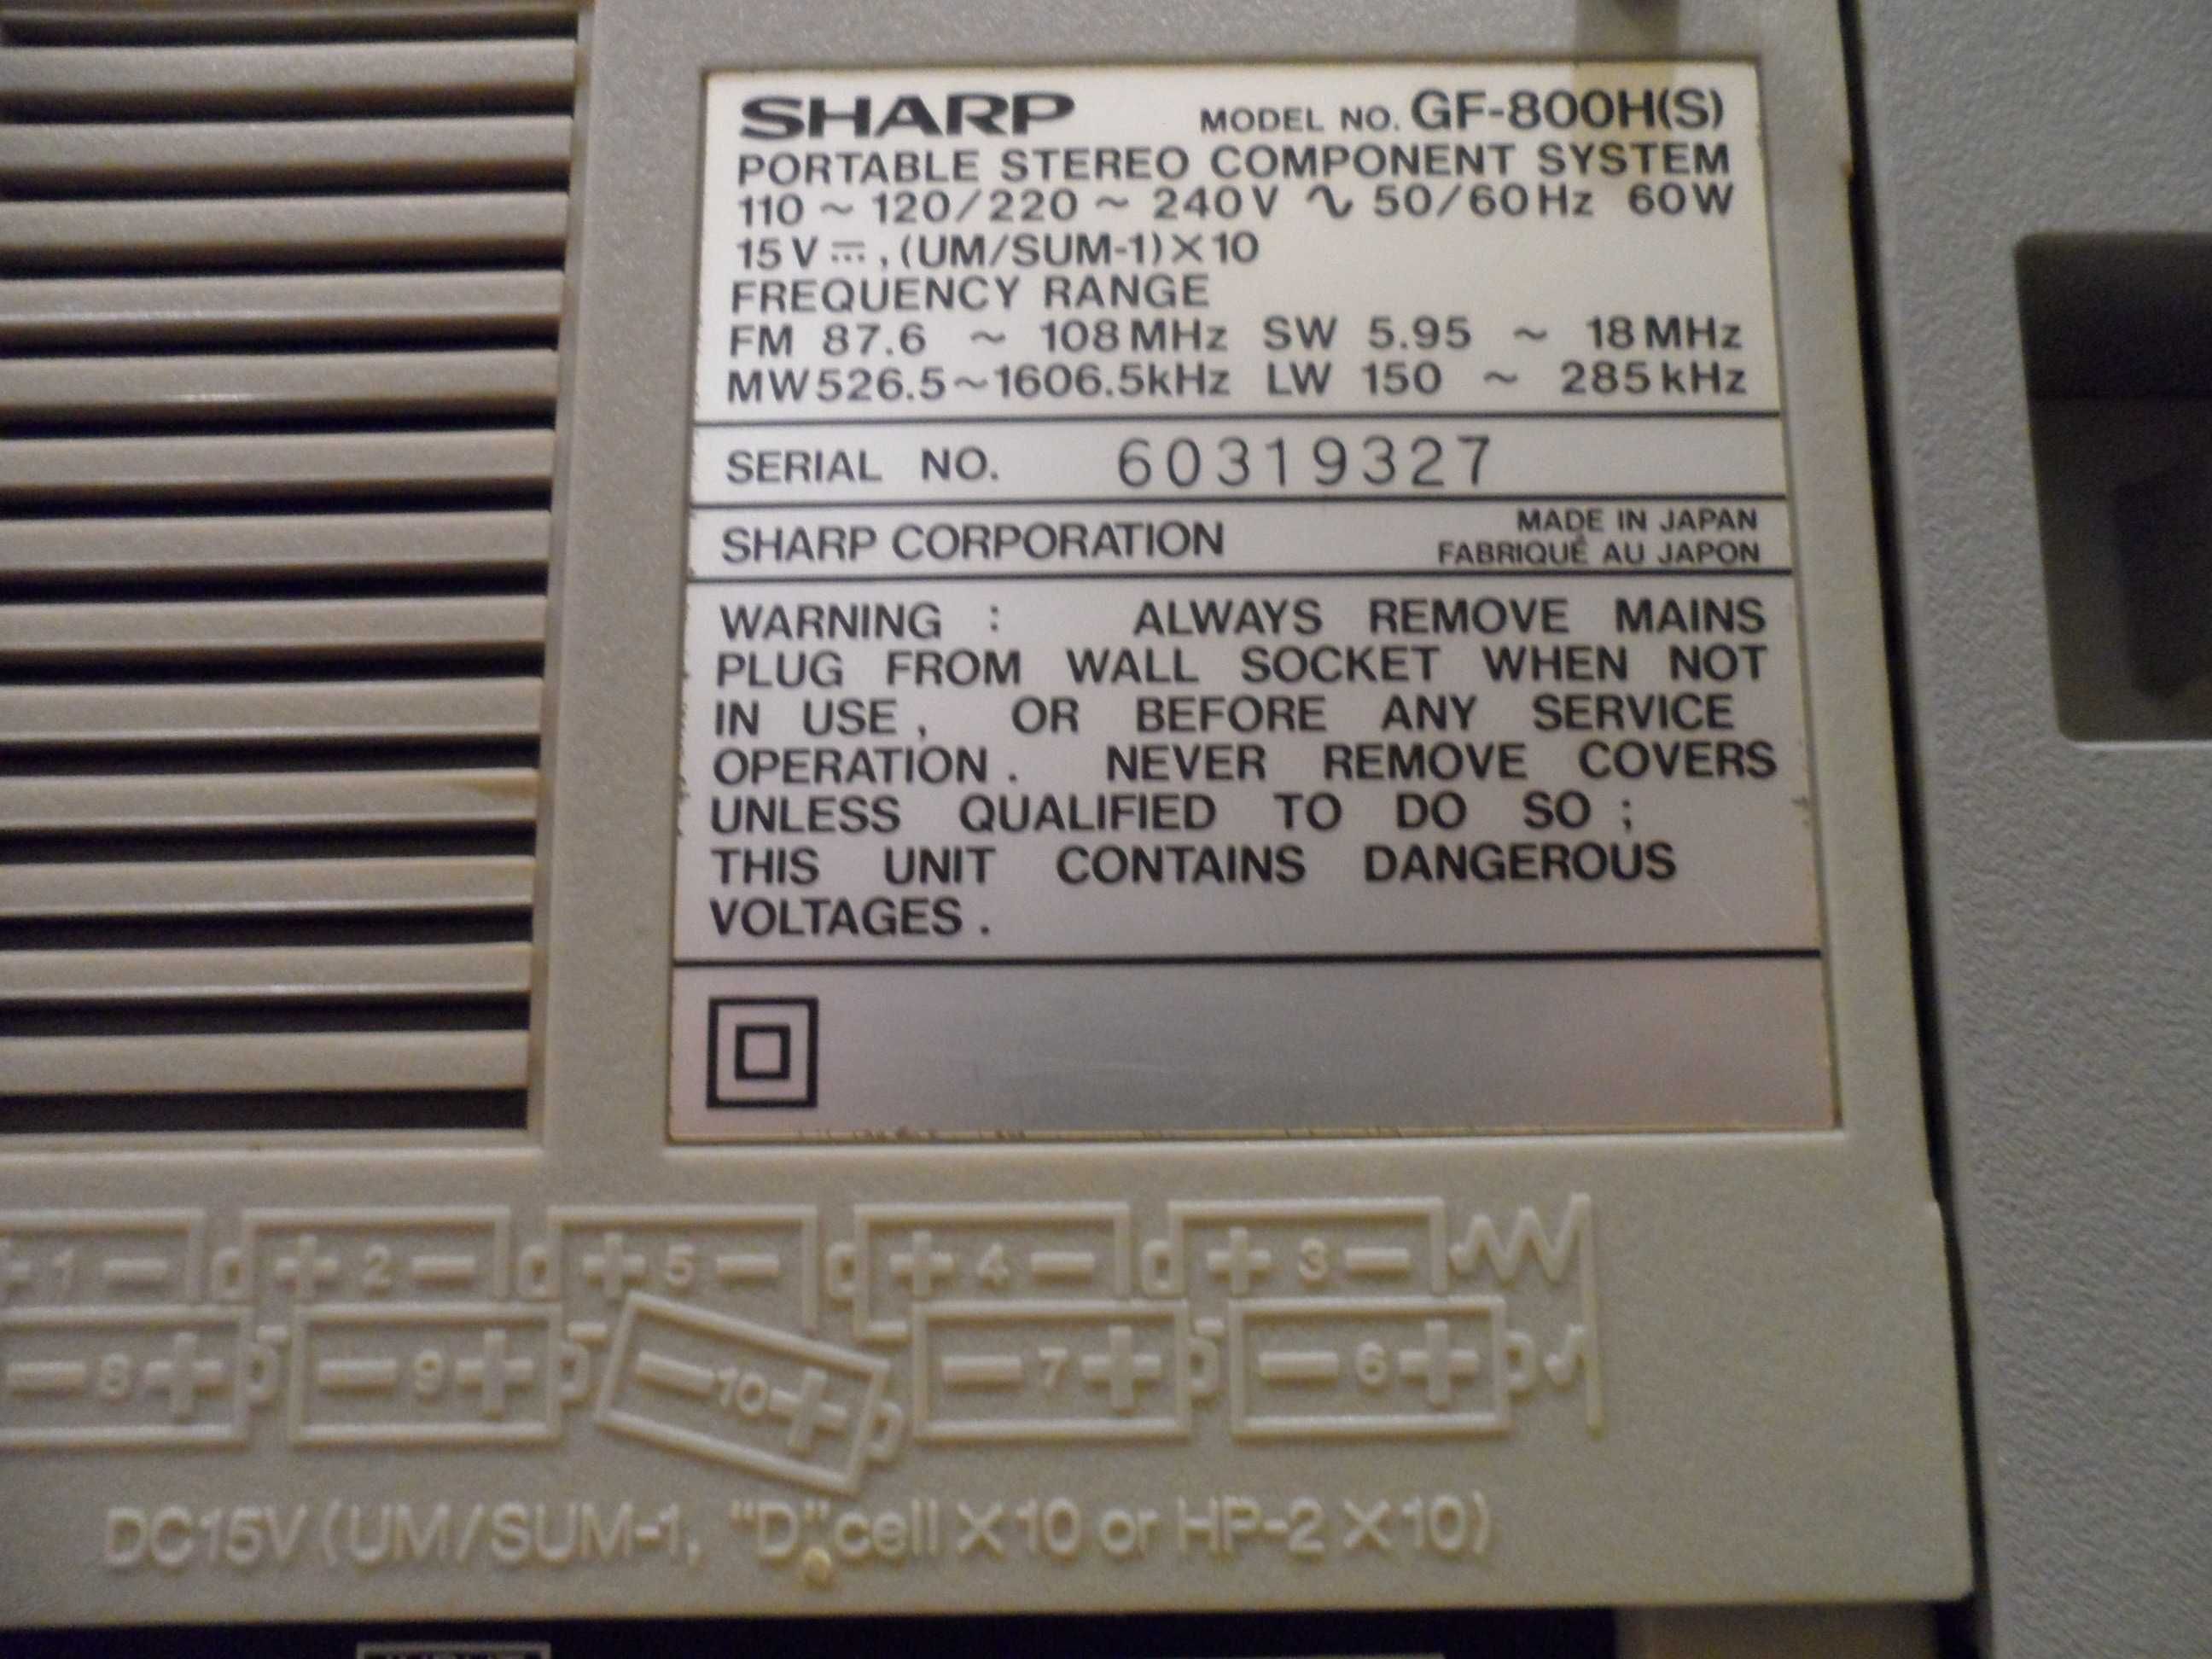 SHARP MODEL NO. GF-800H(S)
PORTABLE STEREO COMPONENT SYSTEM
110 ~ 120/220 ~ 240V ∿ 50/60Hz 60W
15V ⎓, (UM/SUM-1)×10
FREQUENCY RANGE
FM 87.6 ~ 108MHz SW 5.95 ~ 18MHz
MW526.5~1606.5kHz LW 150 ~ 285kHz
SERIAL NO. 60319327
SHARP CORPORATION
MADE IN JAPAN
FABRIQUÉ AU JAPON
WARNING : ALWAYS REMOVE MAINS
PLUG FROM WALL SOCKET WHEN NOT
IN USE, OR BEFORE ANY SERVICE
OPERATION. NEVER REMOVE COVERS
UNLESS QUALIFIED TO DO SO;
THIS UNIT CONTAINS DANGEROUS
VOLTAGES.
+1− +2− +5− +4− +3−
−8+ −9+ −10+ −7+ −6+
DC15V (UM/SUM-1, "D" cell×10 or HP-2×10)